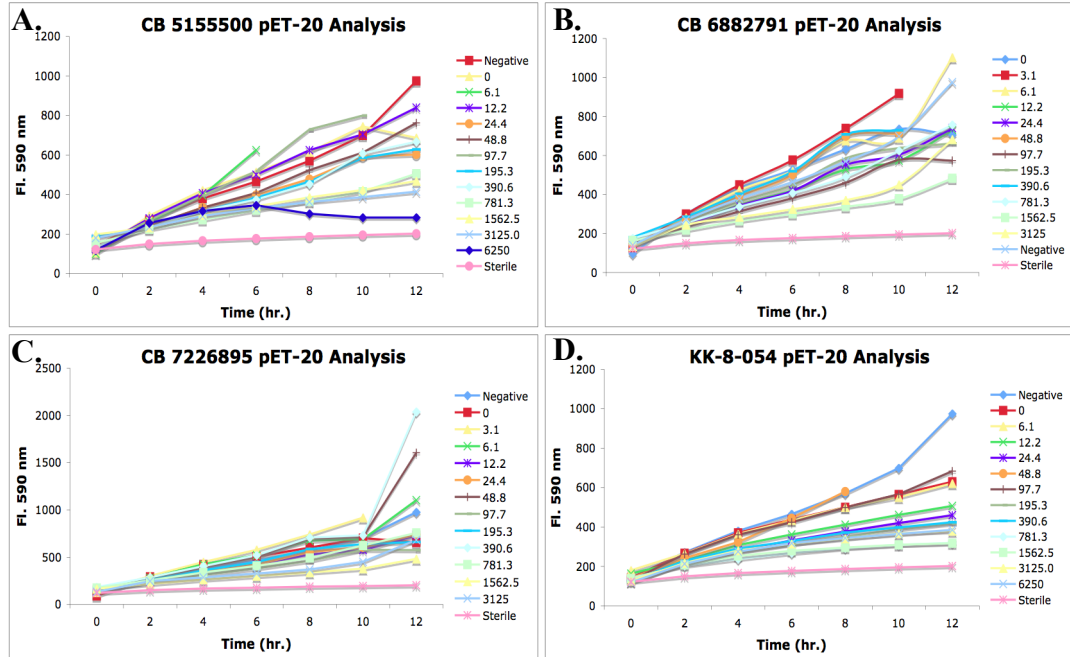 A.
CB 5155500 pET-20 Analysis
Fl. 590 nm
1200
1000
800
600
400
200
0
0 2 4 6 8 10 12
Time (hr.)
Negative
0
6.1
12.2
24.4
48.8
97.7
195.3
390.6
781.3
1562.5
3125.0
6250
Sterile
B.
CB 6882791 pET-20 Analysis
Fl. 590 nm
1200
1000
800
600
400
200
0
0 2 4 6 8 10 12
Time (hr.)
0
3.1
6.1
12.2
24.4
48.8
97.7
195.3
390.6
781.3
1562.5
3125
Negative
Sterile
C.
CB 7226895 pET-20 Analysis
Fl. 590 nm
2500
2000
1500
1000
500
0
0 2 4 6 8 10 12
Time (hr.)
Negative
0
3.1
6.1
12.2
24.4
48.8
97.7
195.3
390.6
781.3
1562.5
3125
Sterile
D.
KK-8-054 pET-20 Analysis
Fl. 590 nm
1200
1000
800
600
400
200
0
0 2 4 6 8 10 12
Time (hr.)
Negative
0
6.1
12.2
24.4
48.8
97.7
195.3
390.6
781.3
1562.5
3125.0
6250
Sterile